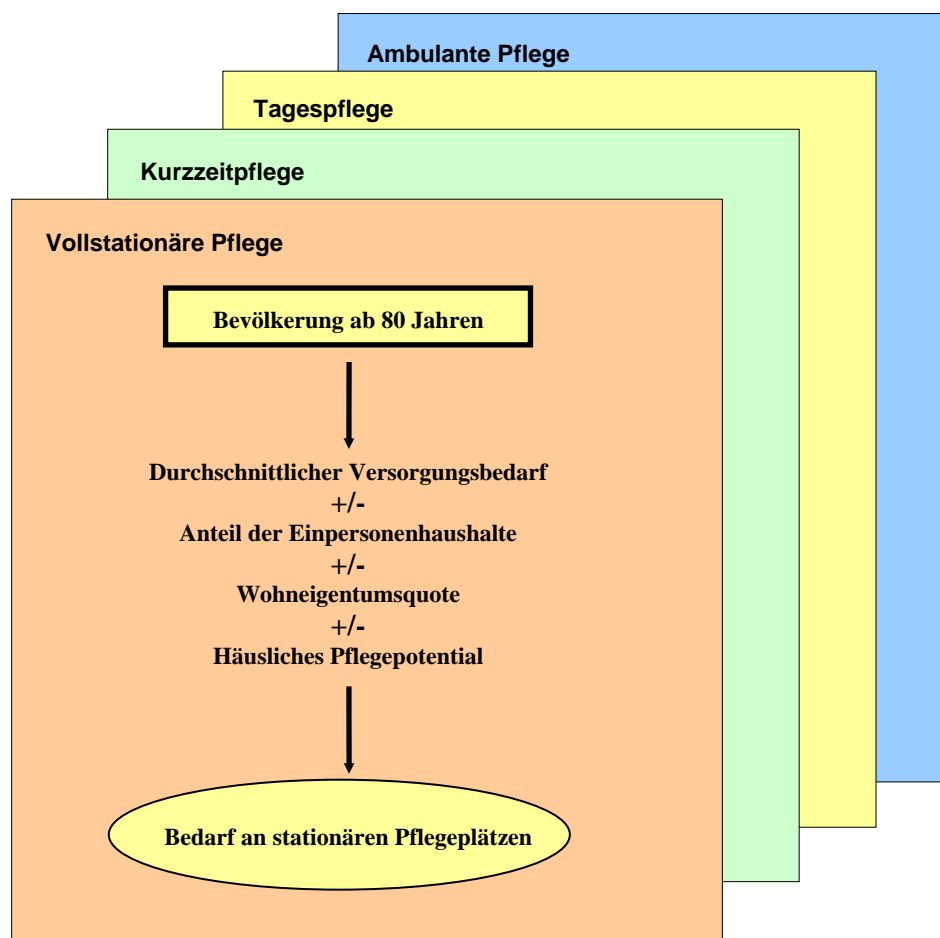 Ambulante Pflege
Tagespflege
Kurzzeitpflege
Vollstationäre Pflege
Bevölkerung ab 80 Jahren
Durchschnittlicher Versorgungsbedarf
+/-
Anteil der Einpersonenhaushalte
+/-
Wohneigentumsquote
+/-
Häusliches Pflegepotential
Bedarf an stationären Pflegeplätzen